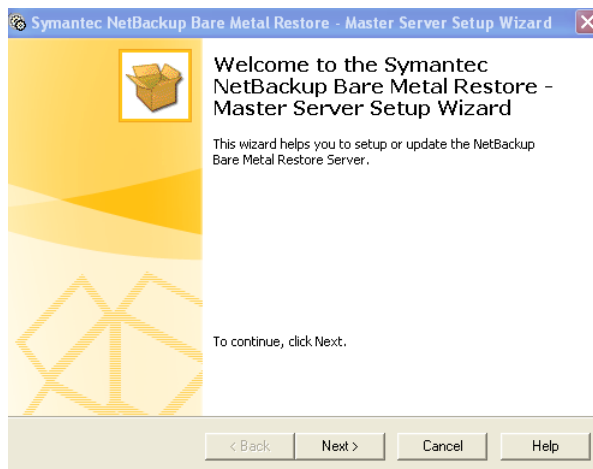 Symantec NetBackup Bare Metal Restore - Master Server Setup Wizard
Welcome to the Symantec
NetBackup Bare Metal Restore -
Master Server Setup Wizard
This wizard helps you to setup or update the NetBackup
Bare Metal Restore Server.
To continue, click Next.
< Back Next > Cancel Help